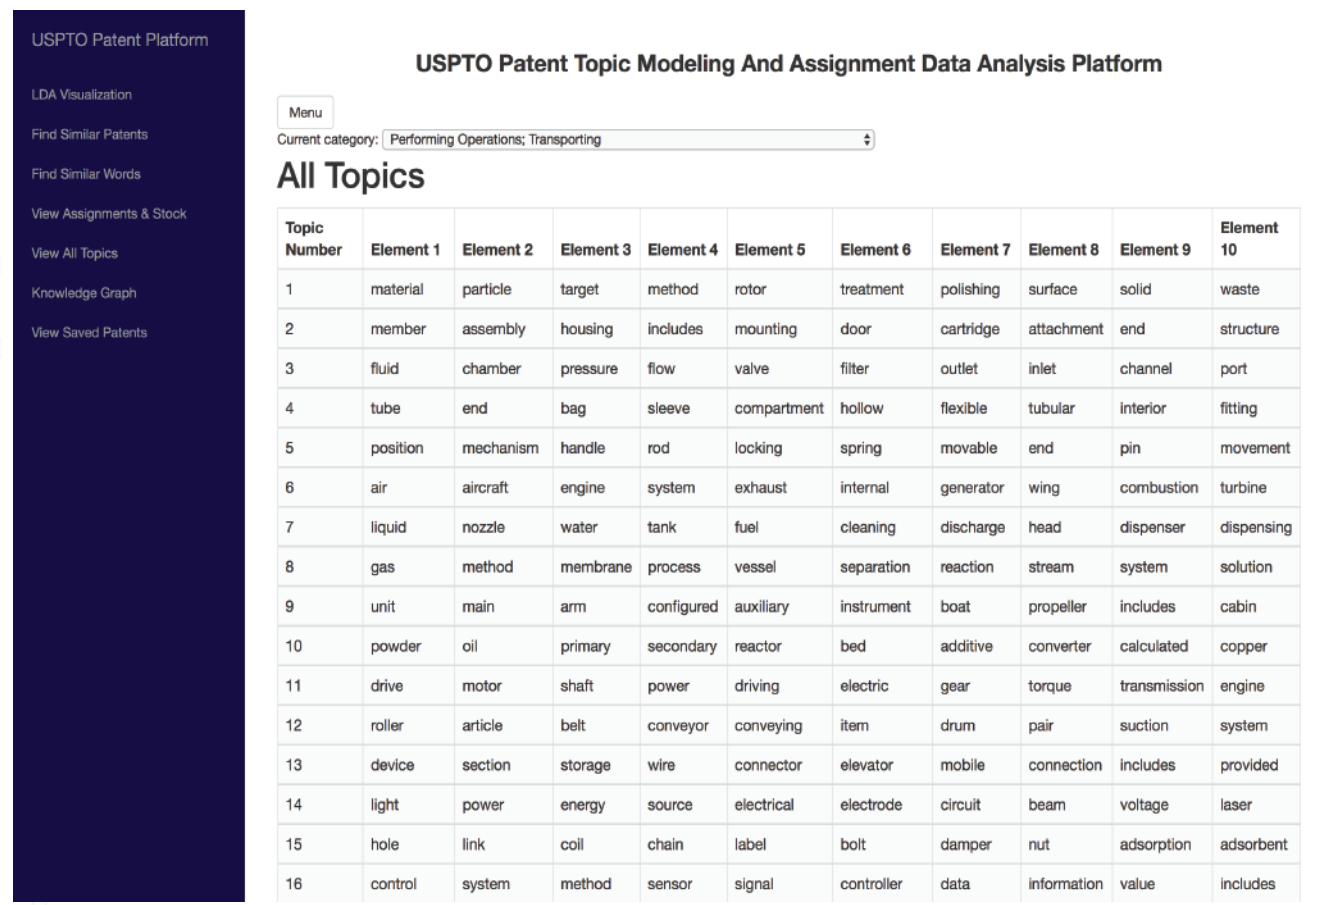 USPTO Patent Platform
LDA Visualization
Find Similar Patents
Find Similar Words
View Assignments & Stock
View All Topics
Knowledge Graph
View Saved Patents
USPTO Patent Topic Modeling And Assignment Data Analysis Platform
Menu
Current category: Performing Operations; Transporting
All Topics
Topic Number Element 1 Element 2 Element 3 Element 4 Element 5 Element 6 Element 7 Element 8 Element 9 Element 10
1 material particle target method rotor treatment polishing surface solid waste
2 member assembly housing includes mounting door cartridge attachment end structure
3 fluid chamber pressure flow valve filter outlet inlet channel port
4 tube end bag sleeve compartment hollow flexible tubular interior fitting
5 position mechanism handle rod locking spring movable end pin movement
6 air aircraft engine system exhaust internal generator wing combustion turbine
7 liquid nozzle water tank fuel cleaning discharge head dispenser dispensing
8 gas method membrane process vessel separation reaction stream system solution
9 unit main arm configured auxiliary instrument boat propeller includes cabin
10 powder oil primary secondary reactor bed additive converter calculated copper
11 drive motor shaft power driving electric gear torque transmission engine
12 roller article belt conveyor conveying item drum pair suction system
13 device section storage wire connector elevator mobile connection includes provided
14 light power energy source electrical electrode circuit beam voltage laser
15 hole link coil chain label bolt damper nut adsorption adsorbent
16 control system method sensor signal controller data information value includes